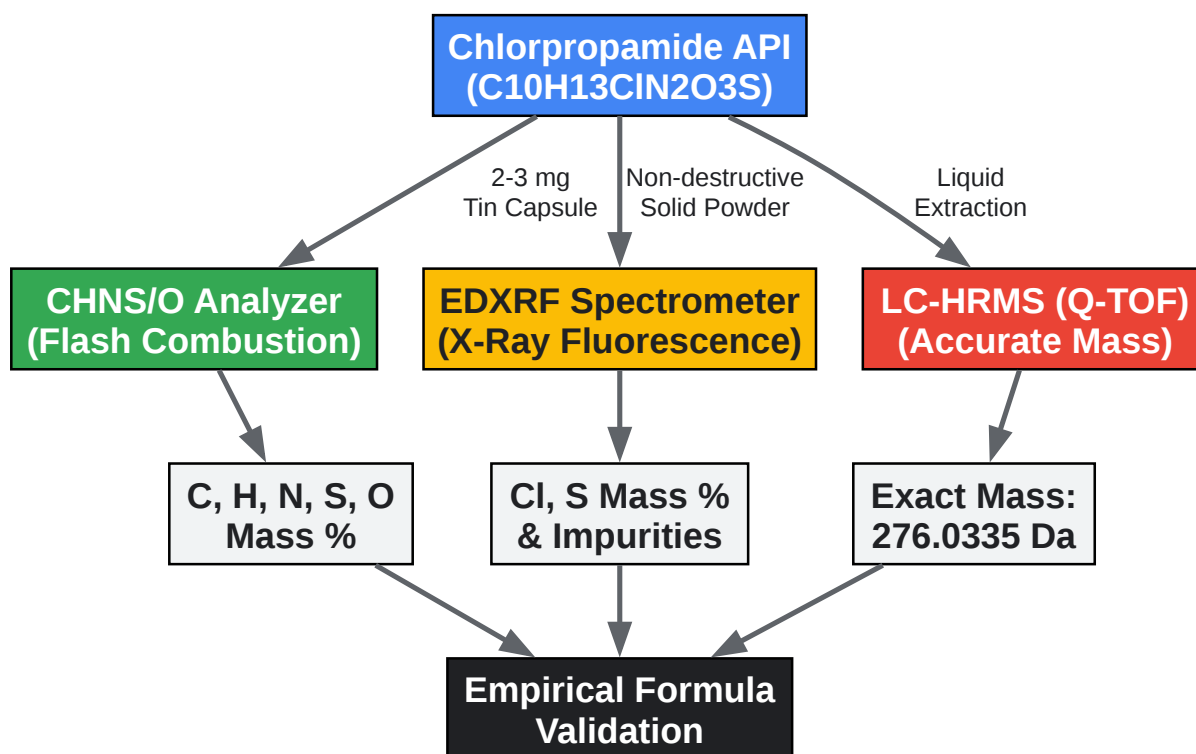 Chlorpropamide API
(C10H13ClN2O3S)
2-3 mg
Tin Capsule
Non-destructive
Solid Powder
Liquid
Extraction
CHNS/O Analyzer
(Flash Combustion)
EDXRF Spectrometer
(X-Ray Fluorescence)
LC-HRMS (Q-TOF)
(Accurate Mass)
C, H, N, S, O
Mass %
Cl, S Mass %
& Impurities
Exact Mass:
276.0335 Da
Empirical Formula
Validation